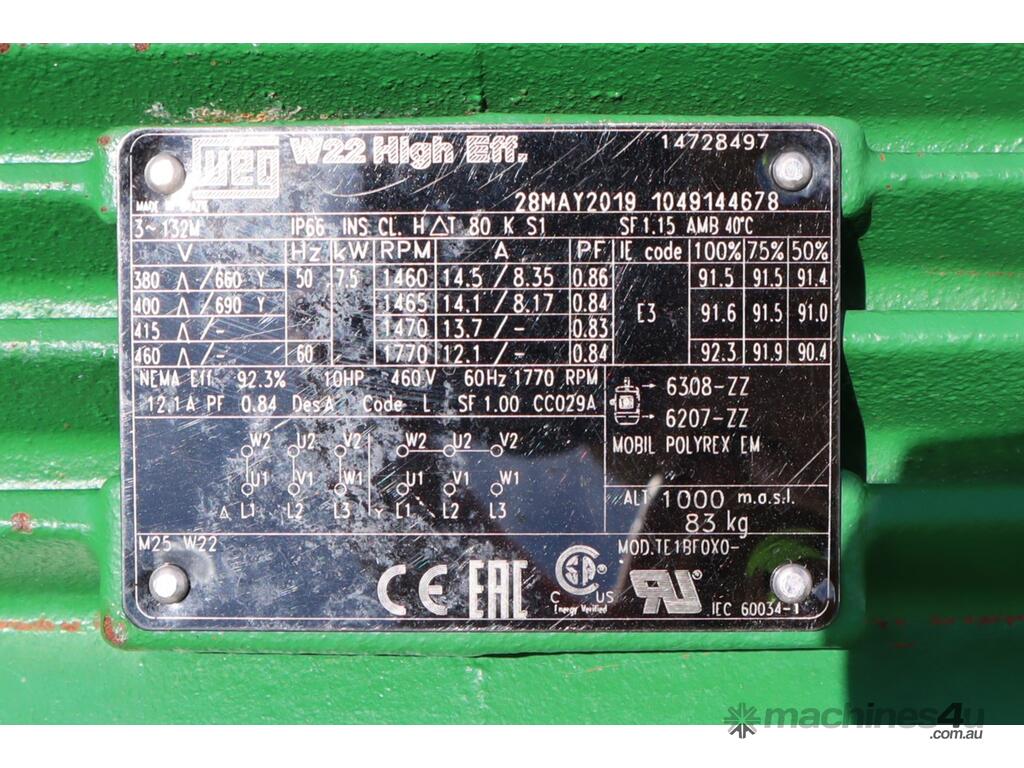 WEG W22 High Eff. 14728497
MADE IN
28MAY2019 1049144678
3~ 132M IP66 INS CL. H △T 80 K S1 SF 1.15 AMB 40°C
V Hz kW RPM A PF IE code 100% 75% 50%
380 △/660 Y 50 7.5 1460 14.5/8.35 0.86 91.5 91.5 91.4
400 △/690 Y 1465 14.1/8.17 0.84 E3 91.6 91.5 91.0
415 △/- 1470 13.7/- 0.83
460 △/- 60 1770 12.1/- 0.84 92.3 91.9 90.4
NEMA Eff. 92.3% 10HP 460V 60Hz 1770 RPM
12.1A PF 0.84 Des A Code L SF 1.00 CC029A
6308-ZZ
6207-ZZ
MOBIL POLYREX EM
W2 U2 V2 W2 U2 V2
U1 V1 W1 U1 V1 W1
△ L1 L2 L3 Y L1 L2 L3
ALT 1000 m.a.s.l.
83 kg
M25 W22
MOD.TE1BF0X0-
CE EAC C SA US
Energy Verified
IEC 60034-1
machines4u
.com.au